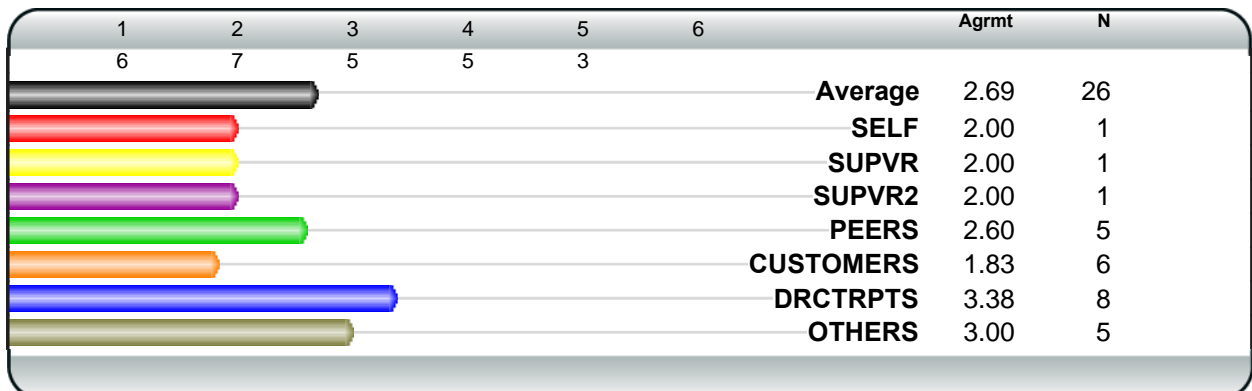 1 2 3 4 5 6 Agrmt N
6 7 5 5 3
Average 2.69 26
SELF 2.00 1
SUPVR 2.00 1
SUPVR2 2.00 1
PEERS 2.60 5
CUSTOMERS 1.83 6
DRCTRPTS 3.38 8
OTHERS 3.00 5